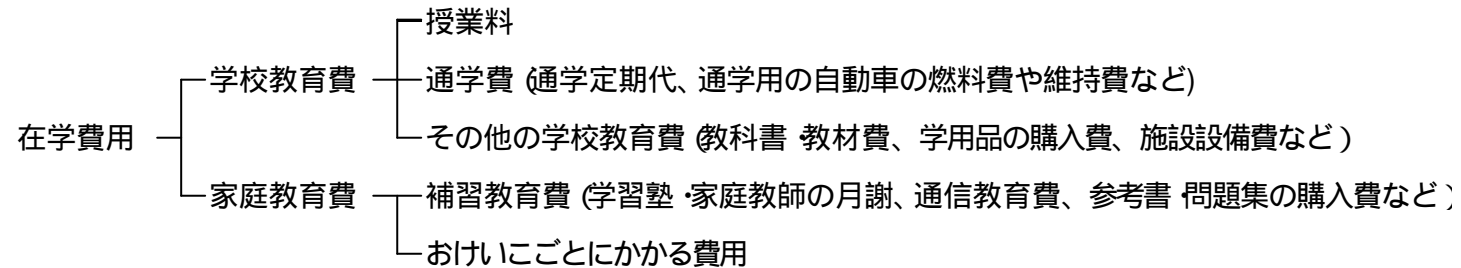 授業料
学校教育費
通学費(通学定期代、通学用の自動車の燃料費や維持費など)
在学費用
その他の学校教育費(教科書・教材費、学用品の購入費、施設設備費など)
家庭教育費
補習教育費(学習塾・家庭教師の月謝、通信教育費、参考書・問題集の購入費など)
おけいこごとにかかる費用